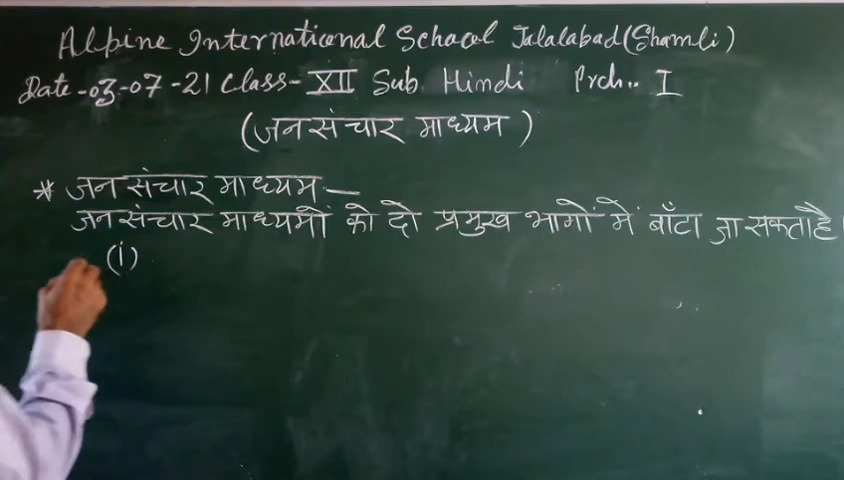 Alpine International School Jalalabad (Shamli)
Date-03-07-21 Class-XII Sub. Hindi Prch.. I
(जनसंचार माध्यम)
* जनसंचार माध्यम—
जनसंचार माध्यमों को दो प्रमुख भागों में बाँटा जा सकता है।
(i)